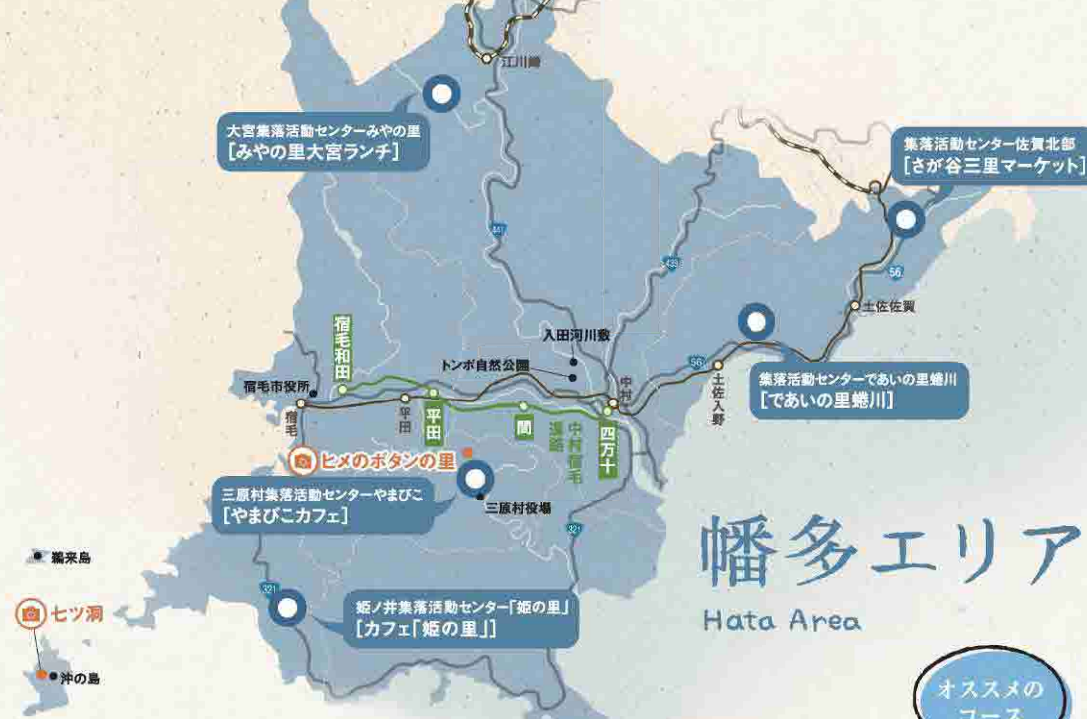 江川崎
大宮集落活動センターみやの里
[みやの里大宮ランチ]
集落活動センター佐賀北部
[さが谷三里マーケット]
441
439
56
土佐佐賀
入田河川敷
トンボ自然公園
宿毛和田
宿毛市役所
宿毛
平田
平田
間
中村宿毛
道路
四万十
中村
56
土佐入野
集落活動センターであいの里蜷川
[であいの里蜷川]
ヒメノボタンの里
三原村集落活動センターやまびこ
[やまびこカフェ]
三原村役場
321
321
姫ノ井集落活動センター「姫の里」
[カフェ「姫の里」]
鵜来島
七ツ洞
沖の島
幡多エリア
Hata Area
オススメの
コース